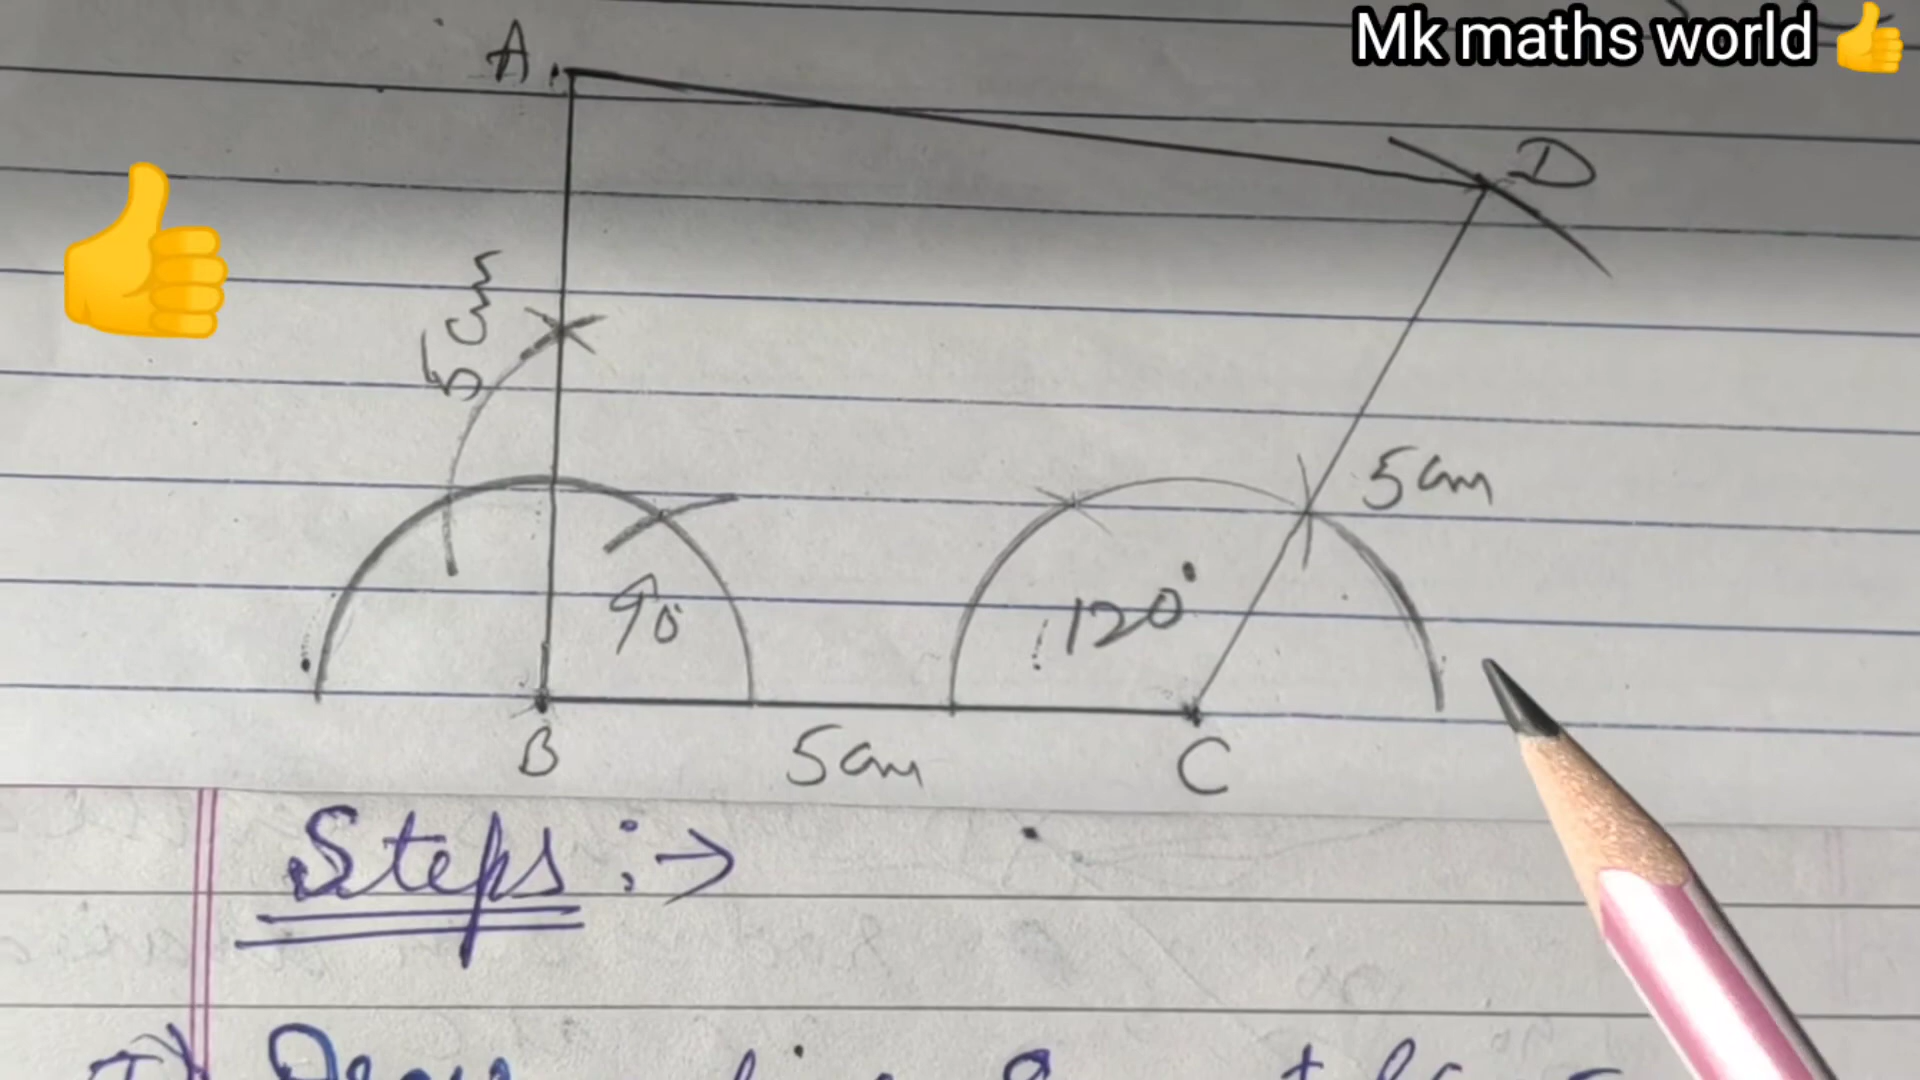 Mk maths world 👍
A
D
5cm
5cm
90°
120°
B
5cm
C
Steps :→